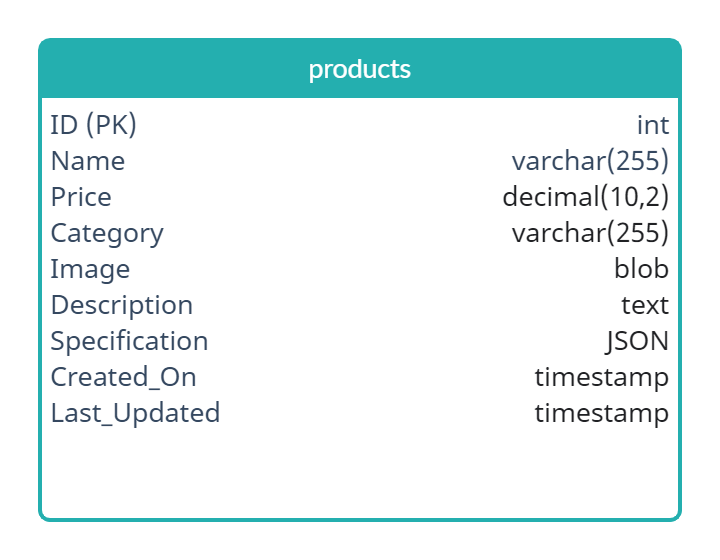 products
ID (PK) int
Name varchar(255)
Price decimal(10,2)
Category varchar(255)
Image blob
Description text
Specification JSON
Created_On timestamp
Last_Updated timestamp